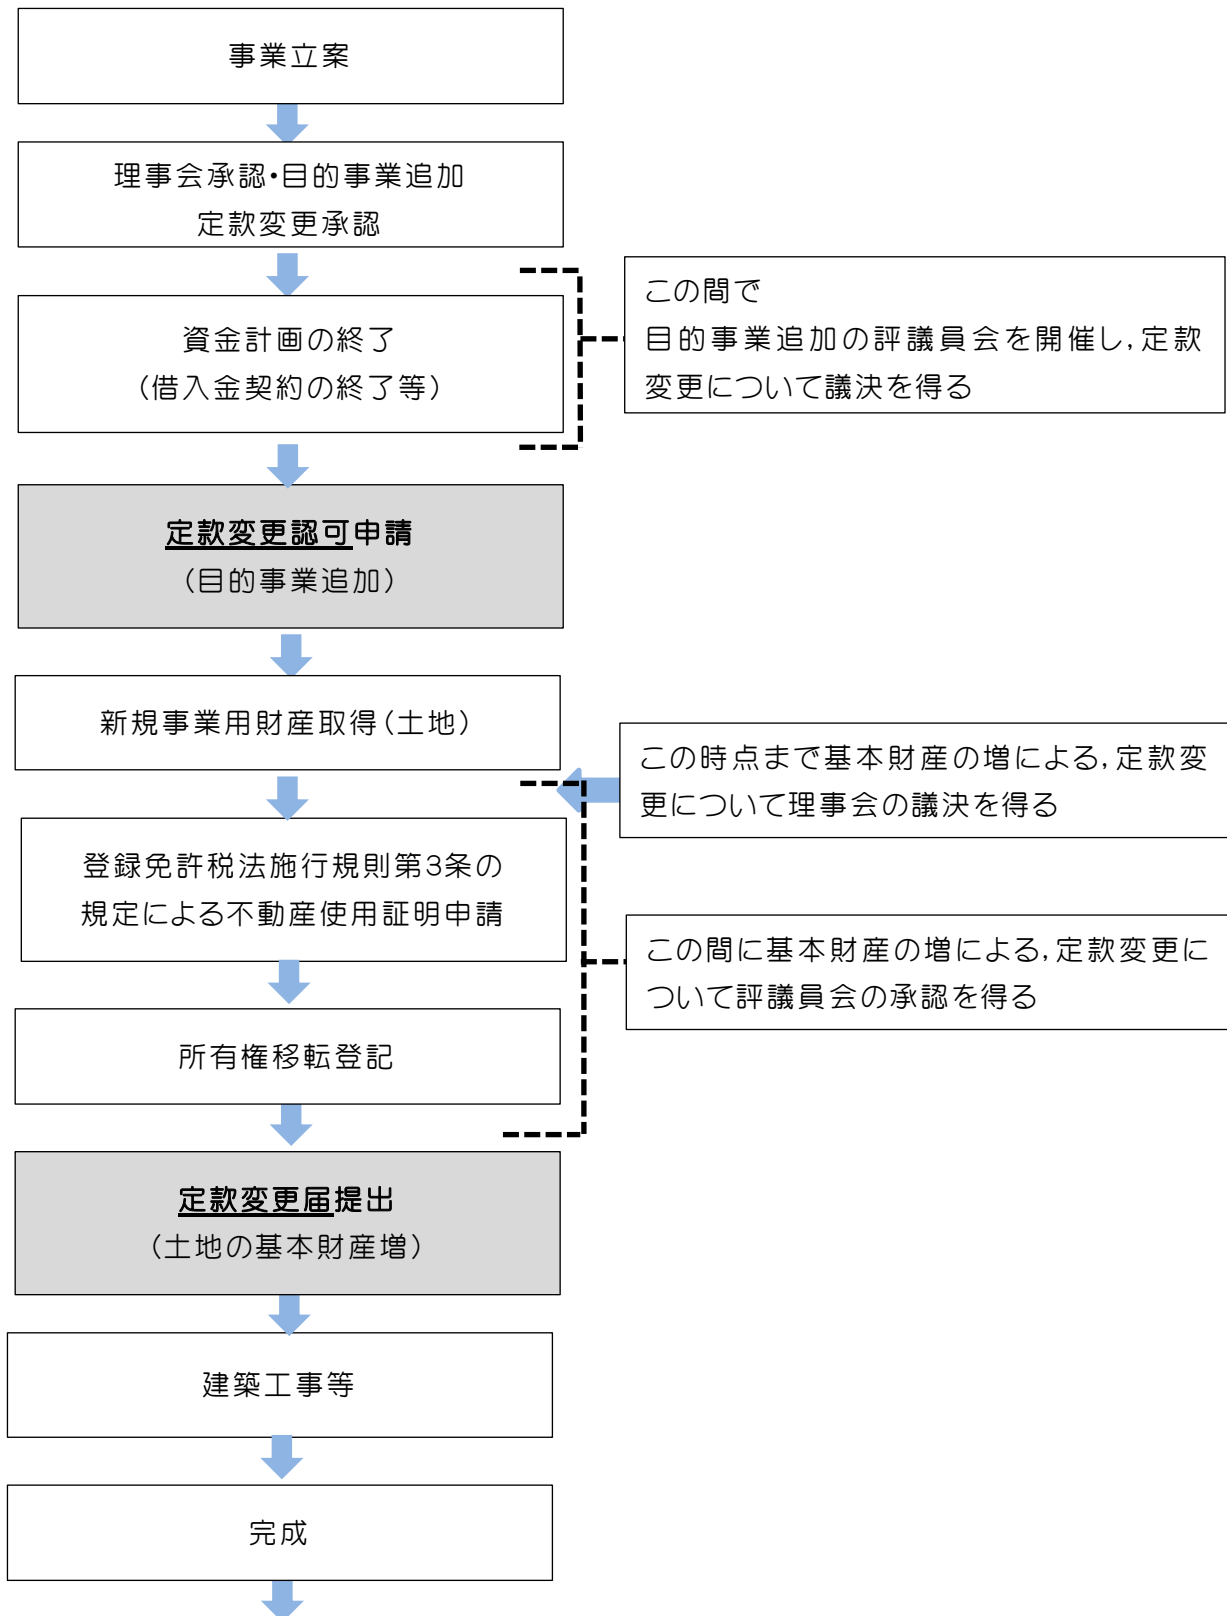 事業立案
理事会承認・目的事業追加
定款変更承認
資金計画の終了
（借入金契約の終了等）
この間で
目的事業追加の評議員会を開催し,定款
変更について議決を得る
定款変更認可申請
（目的事業追加）
新規事業用財産取得（土地）
この時点まで基本財産の増による,定款変
更について理事会の議決を得る
登録免許税法施行規則第3条の
規定による不動産使用証明申請
この間に基本財産の増による,定款変更に
ついて評議員会の承認を得る
所有権移転登記
定款変更届提出
（土地の基本財産増）
建築工事等
完成